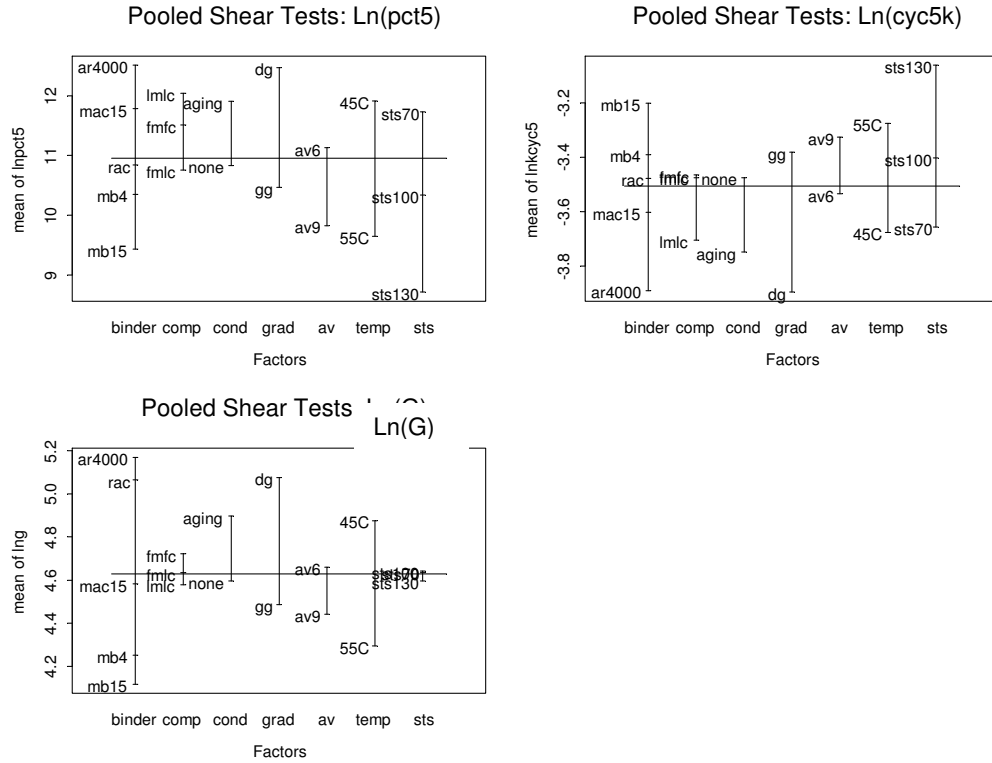 Pooled Shear Tests: Ln(pct5)
mean of lnpct5
12
11
10
9
ar4000
mac15
rac
mb4
mb15
lmlc
fmfc
fmlc
aging
none
dg
gg
av6
av9
45C
55C
sts70
sts100
sts130
binder comp cond grad av temp sts
Factors
Pooled Shear Tests: Ln(cyc5k)
mean of lnkcyc5
-3.2
-3.4
-3.6
-3.8
mb15
mb4
rac
mac15
ar4000
fmfc
fmlc
lmlc
none
aging
gg
dg
av9
av6
55C
45C
sts130
sts100
sts70
binder comp cond grad av temp sts
Factors
Pooled Shear Tests
Ln(G)
mean of lng
5.2
5.0
4.8
4.6
4.4
4.2
ar4000
rac
mac15
mb4
mb15
fmfc
fmlc
lmlc
aging
none
dg
gg
av6
av9
45C
55C
sts130
binder comp cond grad av temp sts
Factors